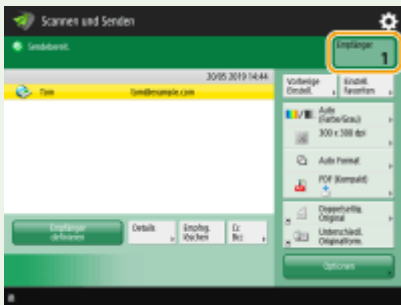 Scannen und Senden
Sendebereit.
Empfänger
1
30/05 2019 14:44
Tom
tom@example.com
Vorherige
Einstell.
Einstell.
Favoriten
Auto
(Farbe/Grau)
300 x 300 dpi
Auto Format
PDF (Kompakt)
Doppelseitig.
Original
Unterschiedl.
Originalform.
Empfänger
definieren
Details
Empfng.
löschen
Cc
Bcc
Optionen